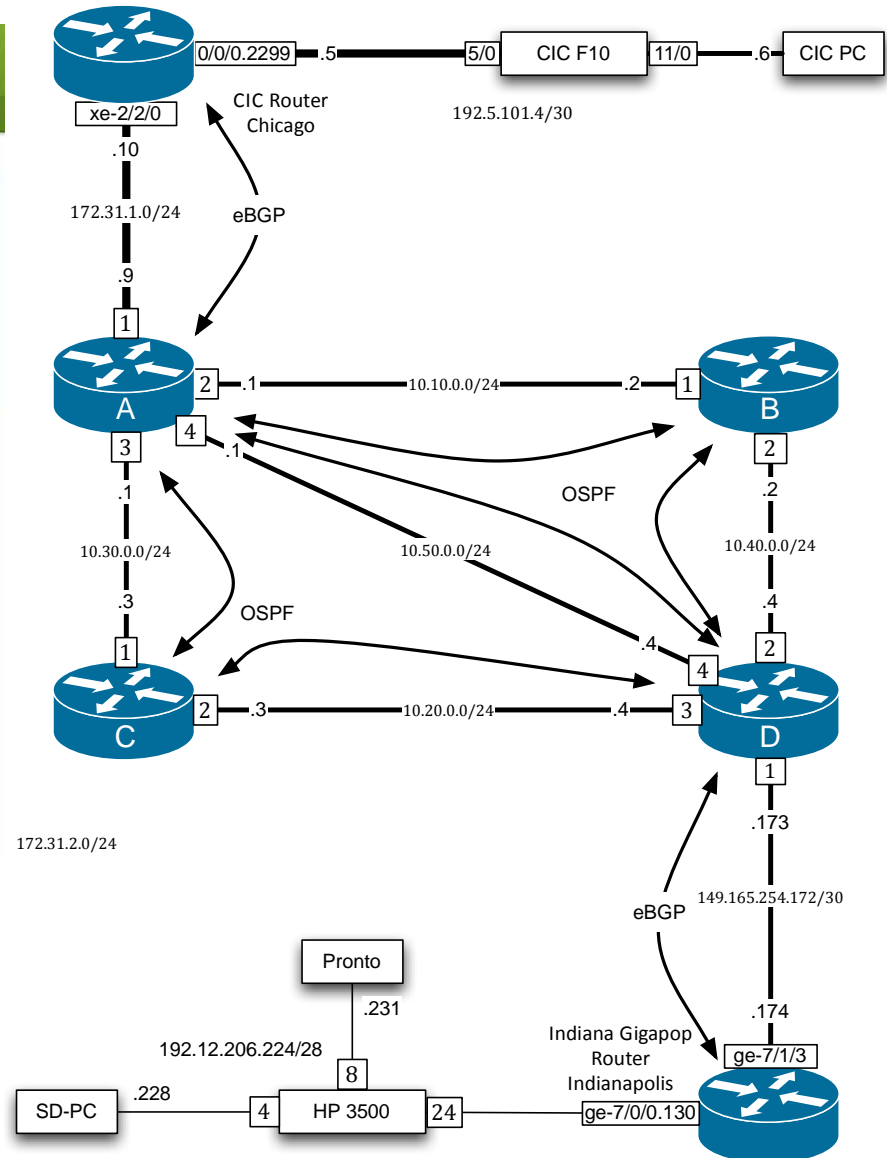 0/0/0.2299
.5
5/0
CIC F10
11/0
.6
CIC PC
CIC Router
Chicago
192.5.101.4/30
xe-2/2/0
.10
172.31.1.0/24
eBGP
.9
1
A
2
.1
10.10.0.0/24
.2
1
B
4
.1
3
.1
2
.2
OSPF
10.30.0.0/24
10.50.0.0/24
10.40.0.0/24
.3
OSPF
.4
.4
1
2
4
C
2
.3
10.20.0.0/24
.4
3
D
1
.173
172.31.2.0/24
149.165.254.172/30
eBGP
Pronto
.231
.174
192.12.206.224/28
Indiana Gigapop
Router
Indianapolis
ge-7/1/3
8
SD-PC
.228
4
HP 3500
24
ge-7/0/0.130